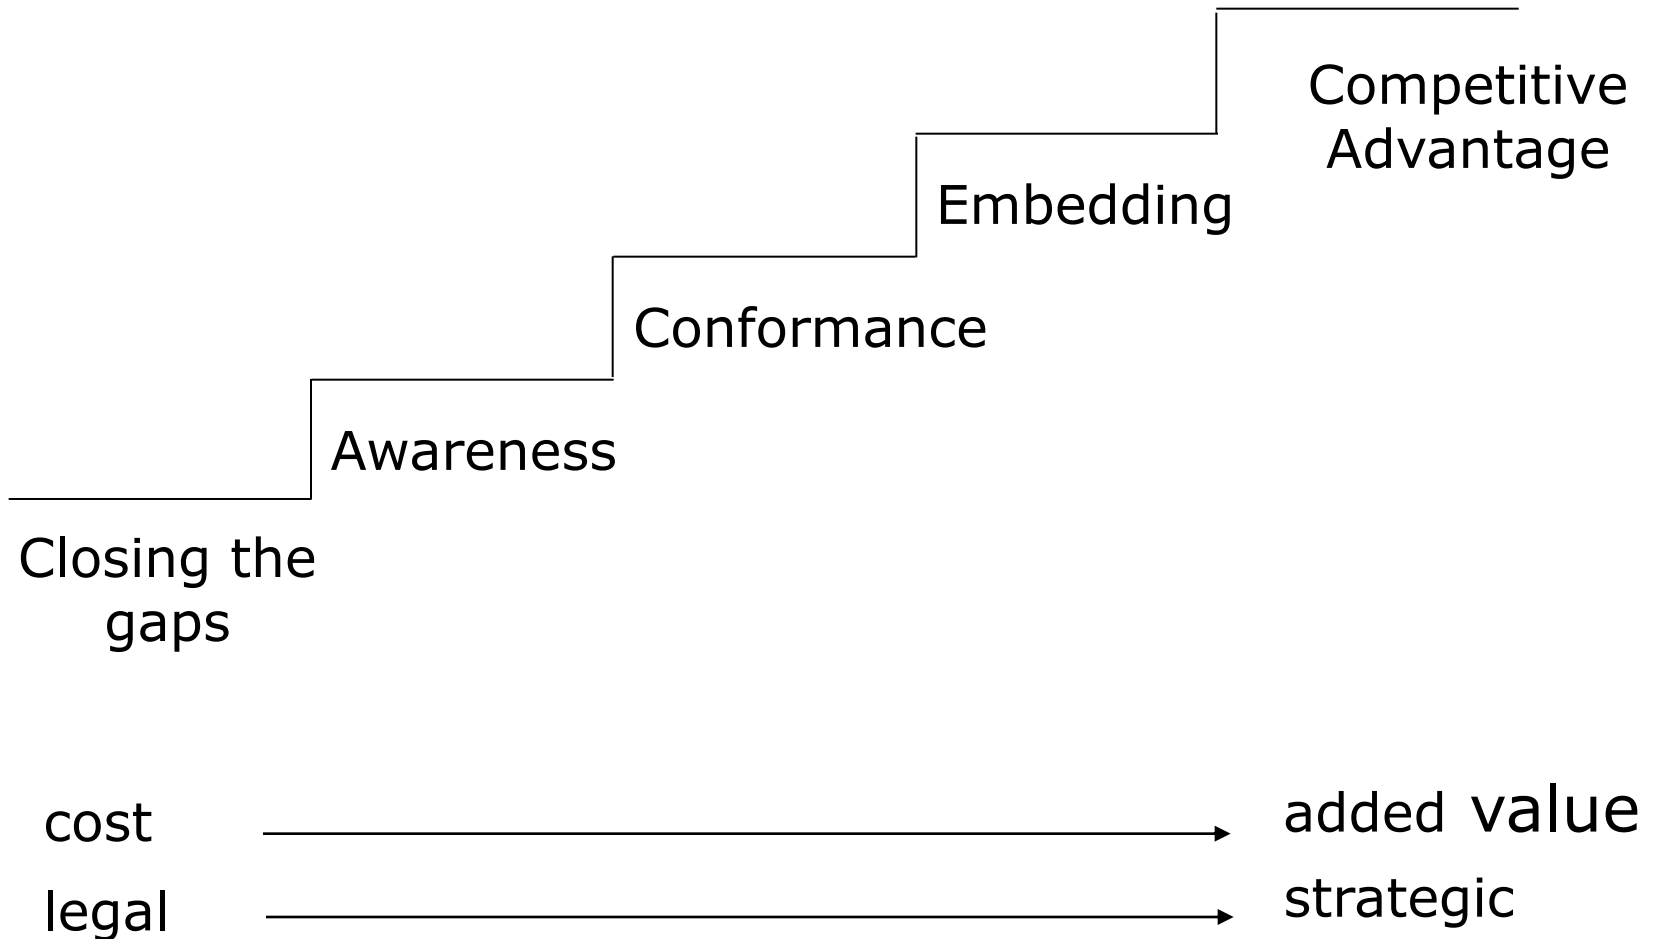 Competitive
Advantage
Embedding
Conformance
Awareness
Closing the
gaps
cost
added value
legal
strategic